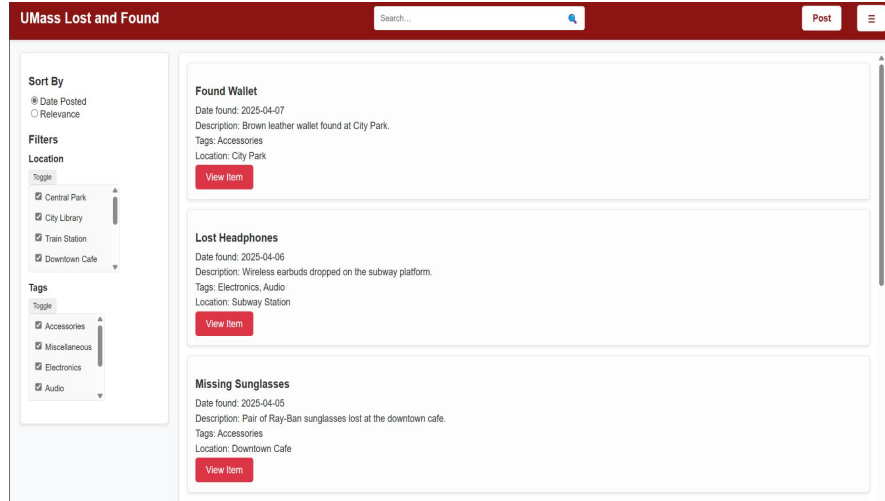 UMass Lost and Found
Search...
Post
Sort By
Date Posted
Relevance
Filters
Location
Toggle
Central Park
City Library
Train Station
Downtown Cafe
Tags
Toggle
Accessories
Miscellaneous
Electronics
Audio
Found Wallet
Date found: 2025-04-07
Description: Brown leather wallet found at City Park.
Tags: Accessories
Location: City Park
View Item
Lost Headphones
Date found: 2025-04-06
Description: Wireless earbuds dropped on the subway platform.
Tags: Electronics, Audio
Location: Subway Station
View Item
Missing Sunglasses
Date found: 2025-04-05
Description: Pair of Ray-Ban sunglasses lost at the downtown cafe.
Tags: Accessories
Location: Downtown Cafe
View Item